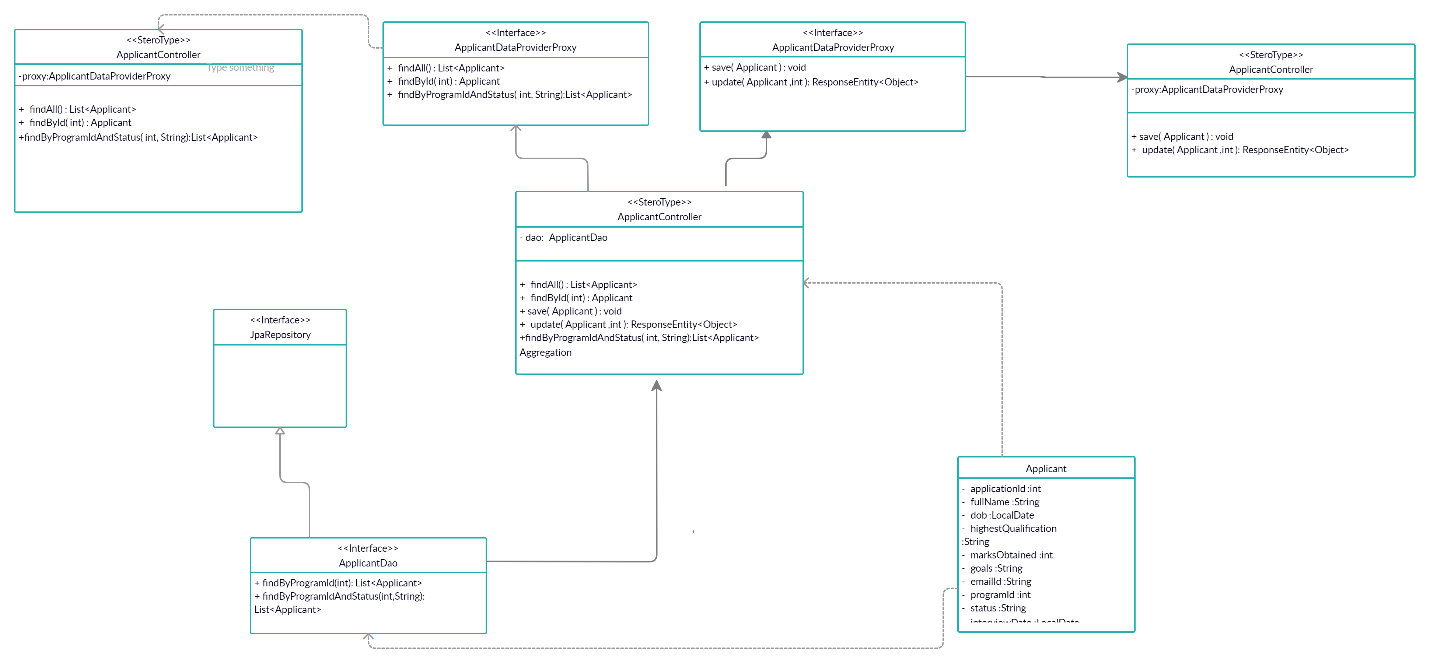 <<SteroType>>
ApplicantController
Type something
-proxy:ApplicantDataProviderProxy
+ findAll() : List<Applicant>
+ findById( int) : Applicant
+findByProgramIdAndStatus( int, String):List<Applicant>
<<Interface>>
ApplicantDataProviderProxy
+ findAll() : List<Applicant>
+ findById( int) : Applicant
+ findByProgramIdAndStatus( int, String):List<Applicant>
<<Interface>>
ApplicantDataProviderProxy
+ save( Applicant ) : void
+ update( Applicant ,int ): ResponseEntity<Object>
<<SteroType>>
ApplicantController
-proxy:ApplicantDataProviderProxy
+ save( Applicant ) : void
+ update( Applicant ,int ): ResponseEntity<Object>
<<SteroType>>
ApplicantController
- dao: ApplicantDao
+ findAll() : List<Applicant>
+ findById( int) : Applicant
+ save( Applicant ) : void
+ update( Applicant ,int ): ResponseEntity<Object>
+findByProgramIdAndStatus( int, String):List<Applicant>
Aggregation
<<Interface>>
JpaRepository
<<Interface>>
ApplicantDao
+ findByProgramId(int): List<Applicant>
+ findByProgramIdAndStatus(int,String):
List<Applicant>
Applicant
- applicationId :int
- fullName :String
- dob :LocalDate
- highestQualification
:String
- marksObtained :int
- goals :String
- emailId :String
- programId :int
- status :String
- interviewDate :LocalDate